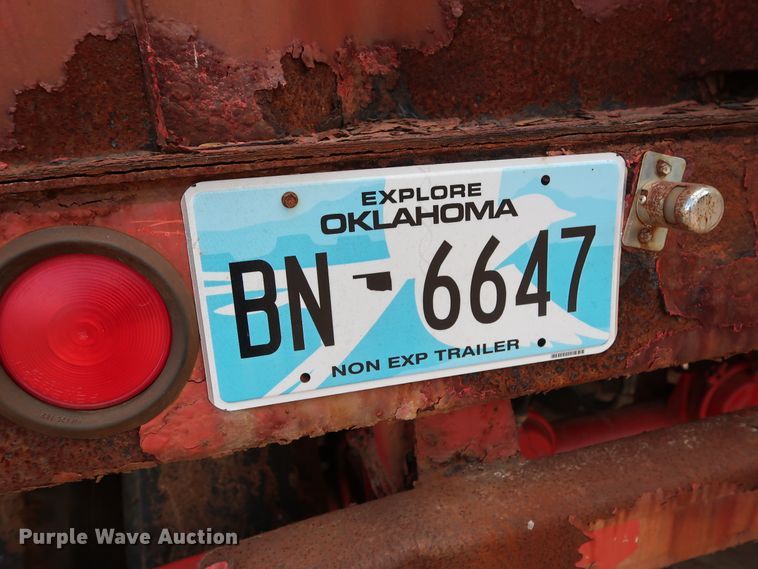 EXPLORE
OKLAHOMA
BN 6647
NON EXP TRAILER
Purple Wave Auction